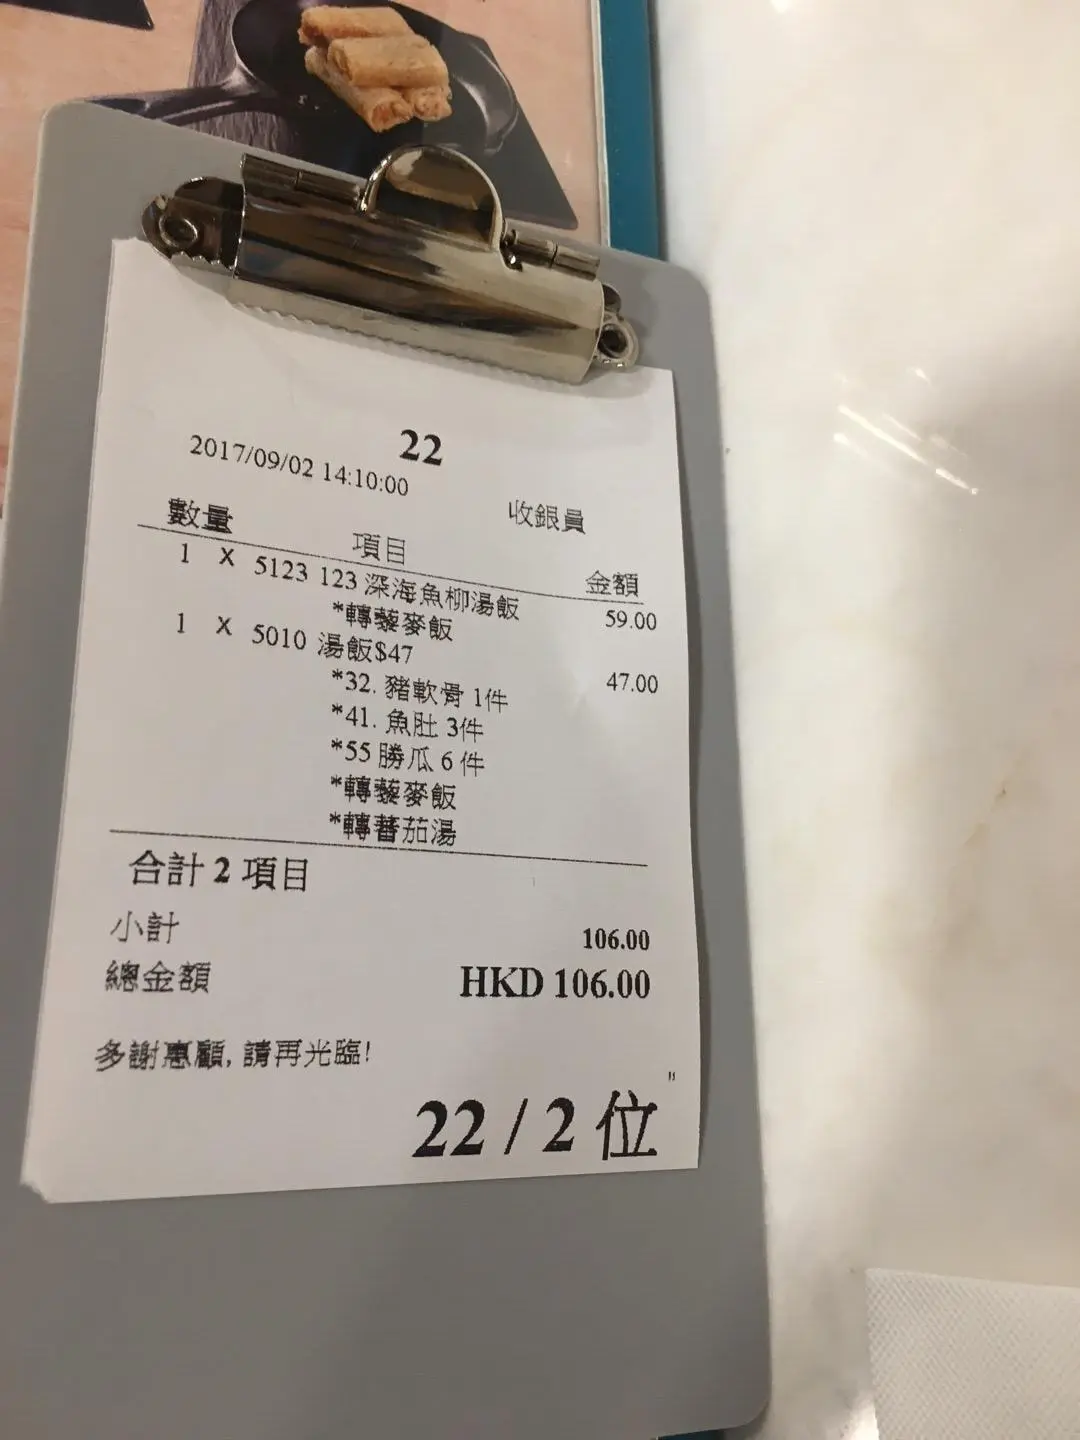 22
2017/09/02 14:10:00
收銀員
數量 項目 金額
1 X 5123 123 深海魚柳湯飯 59.00
*轉藜麥飯
1 X 5010 湯飯$47 47.00
*32. 豬軟骨 1件
*41. 魚肚 3件
*55 勝瓜 6 件
*轉藜麥飯
*轉蕃茄湯
合計 2 項目
小計 106.00
總金額 HKD 106.00
多謝惠顧, 請再光臨!
"
22 / 2 位